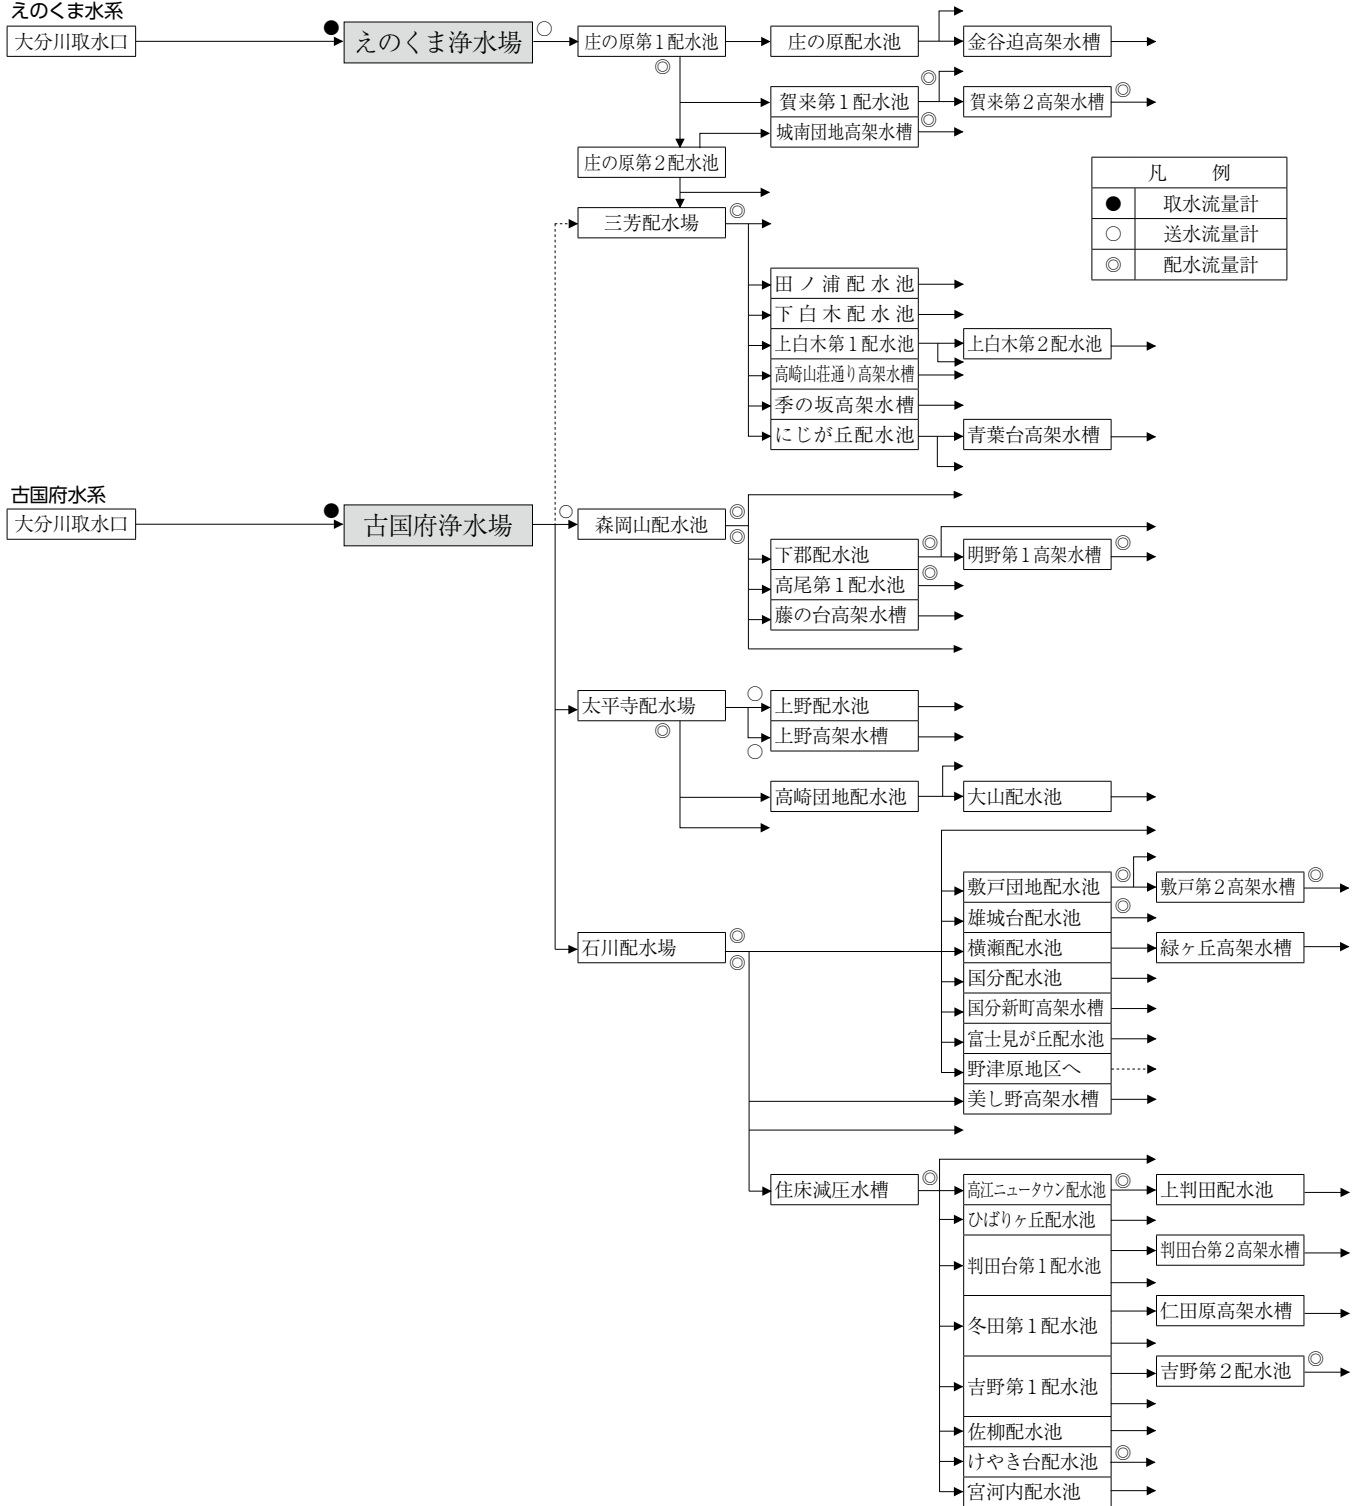 えのくま水系
大分川取水口
●
えのくま浄水場
○
庄の原第1配水池
◎
庄の原配水池
金谷迫高架水槽
賀来第1配水池
◎
賀来第2高架水槽
◎
城南団地高架水槽
◎
庄の原第2配水池
凡 例
● 取水流量計
○ 送水流量計
◎ 配水流量計
三芳配水場
◎
田ノ浦配水池
下白木配水池
上白木第1配水池
上白木第2配水池
高崎山荘通り高架水槽
季の坂高架水槽
にじが丘配水池
青葉台高架水槽
古国府水系
大分川取水口
●
古国府浄水場
○
森岡山配水池
◎
◎
下郡配水池
◎
明野第1高架水槽
◎
高尾第1配水池
◎
藤の台高架水槽
太平寺配水場
◎
○
上野配水池
上野高架水槽
○
高崎団地配水池
大山配水池
敷戸団地配水池
◎
敷戸第2高架水槽
◎
雄城台配水池
◎
石川配水場
◎
◎
横瀬配水池
緑ヶ丘高架水槽
国分配水池
国分新町高架水槽
富士見が丘配水池
野津原地区へ
美し野高架水槽
住床減圧水槽
◎
高江ニュータウン配水池
◎
上判田配水池
ひばりヶ丘配水池
判田台第1配水池
判田台第2高架水槽
冬田第1配水池
仁田原高架水槽
吉野第1配水池
吉野第2配水池
◎
佐柳配水池
けやき台配水池
◎
宮河内配水池